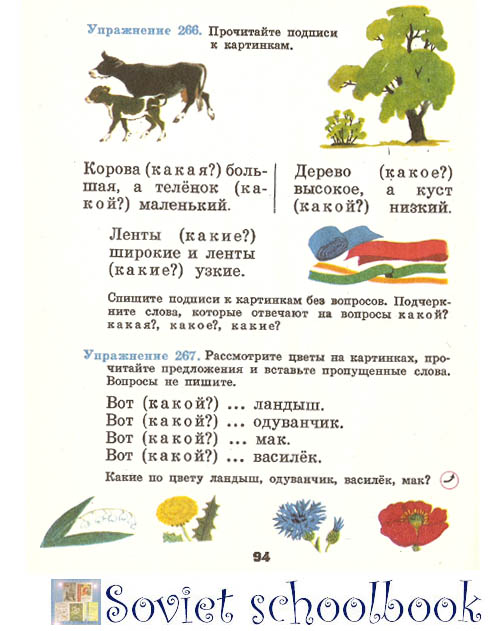 Упражнение 266. Прочитайте подписи
к картинкам.
Корова (какая?) боль-
шая, а телёнок (ка-
кой?) маленький.
Дерево (какое?)
высокое, а куст
(какой?) низкий.
Ленты (какие?)
широкие и ленты
(какие?) узкие.
Спишите подписи к картинкам без вопросов. Подчерк-
ните слова, которые отвечают на вопросы какой?
какая?, какое?, какие?
Упражнение 267. Рассмотрите цветы на картинках, про-
читайте предложения и вставьте пропущенные слова.
Вопросы не пишите.
Вот (какой?) ... ландыш.
Вот (какой?) ... одуванчик.
Вот (какой?) ... мак.
Вот (какой?) ... василёк.
Какие по цвету ландыш, одуванчик, василёк, мак?
94
Soviet schoolbook